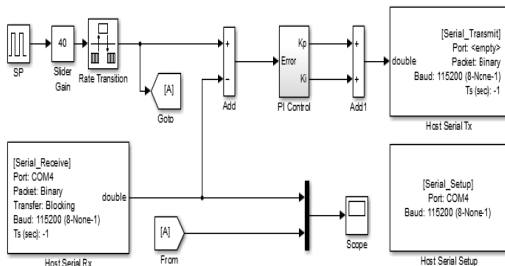 SP
40
Slider
Gain
Rate Transition
[A]
Goto
+
−
Add
Error
Kp
Ki
PI Control
+
+
Add1
double
[Serial_Transmit]
Port: <empty>
Packet: Binary
Baud: 115200 (8-None-1)
Ts (sec): -1
Host Serial Tx
[Serial_Receive]
Port: COM4
Packet: Binary
Transfer: Blocking
Baud: 115200 (8-None-1)
Ts (sec): -1
double
Host Serial Rx
[A]
From
Scope
[Serial_Setup]
Port: COM4
Baud: 115200 (8-None-1)
Host Serial Setup